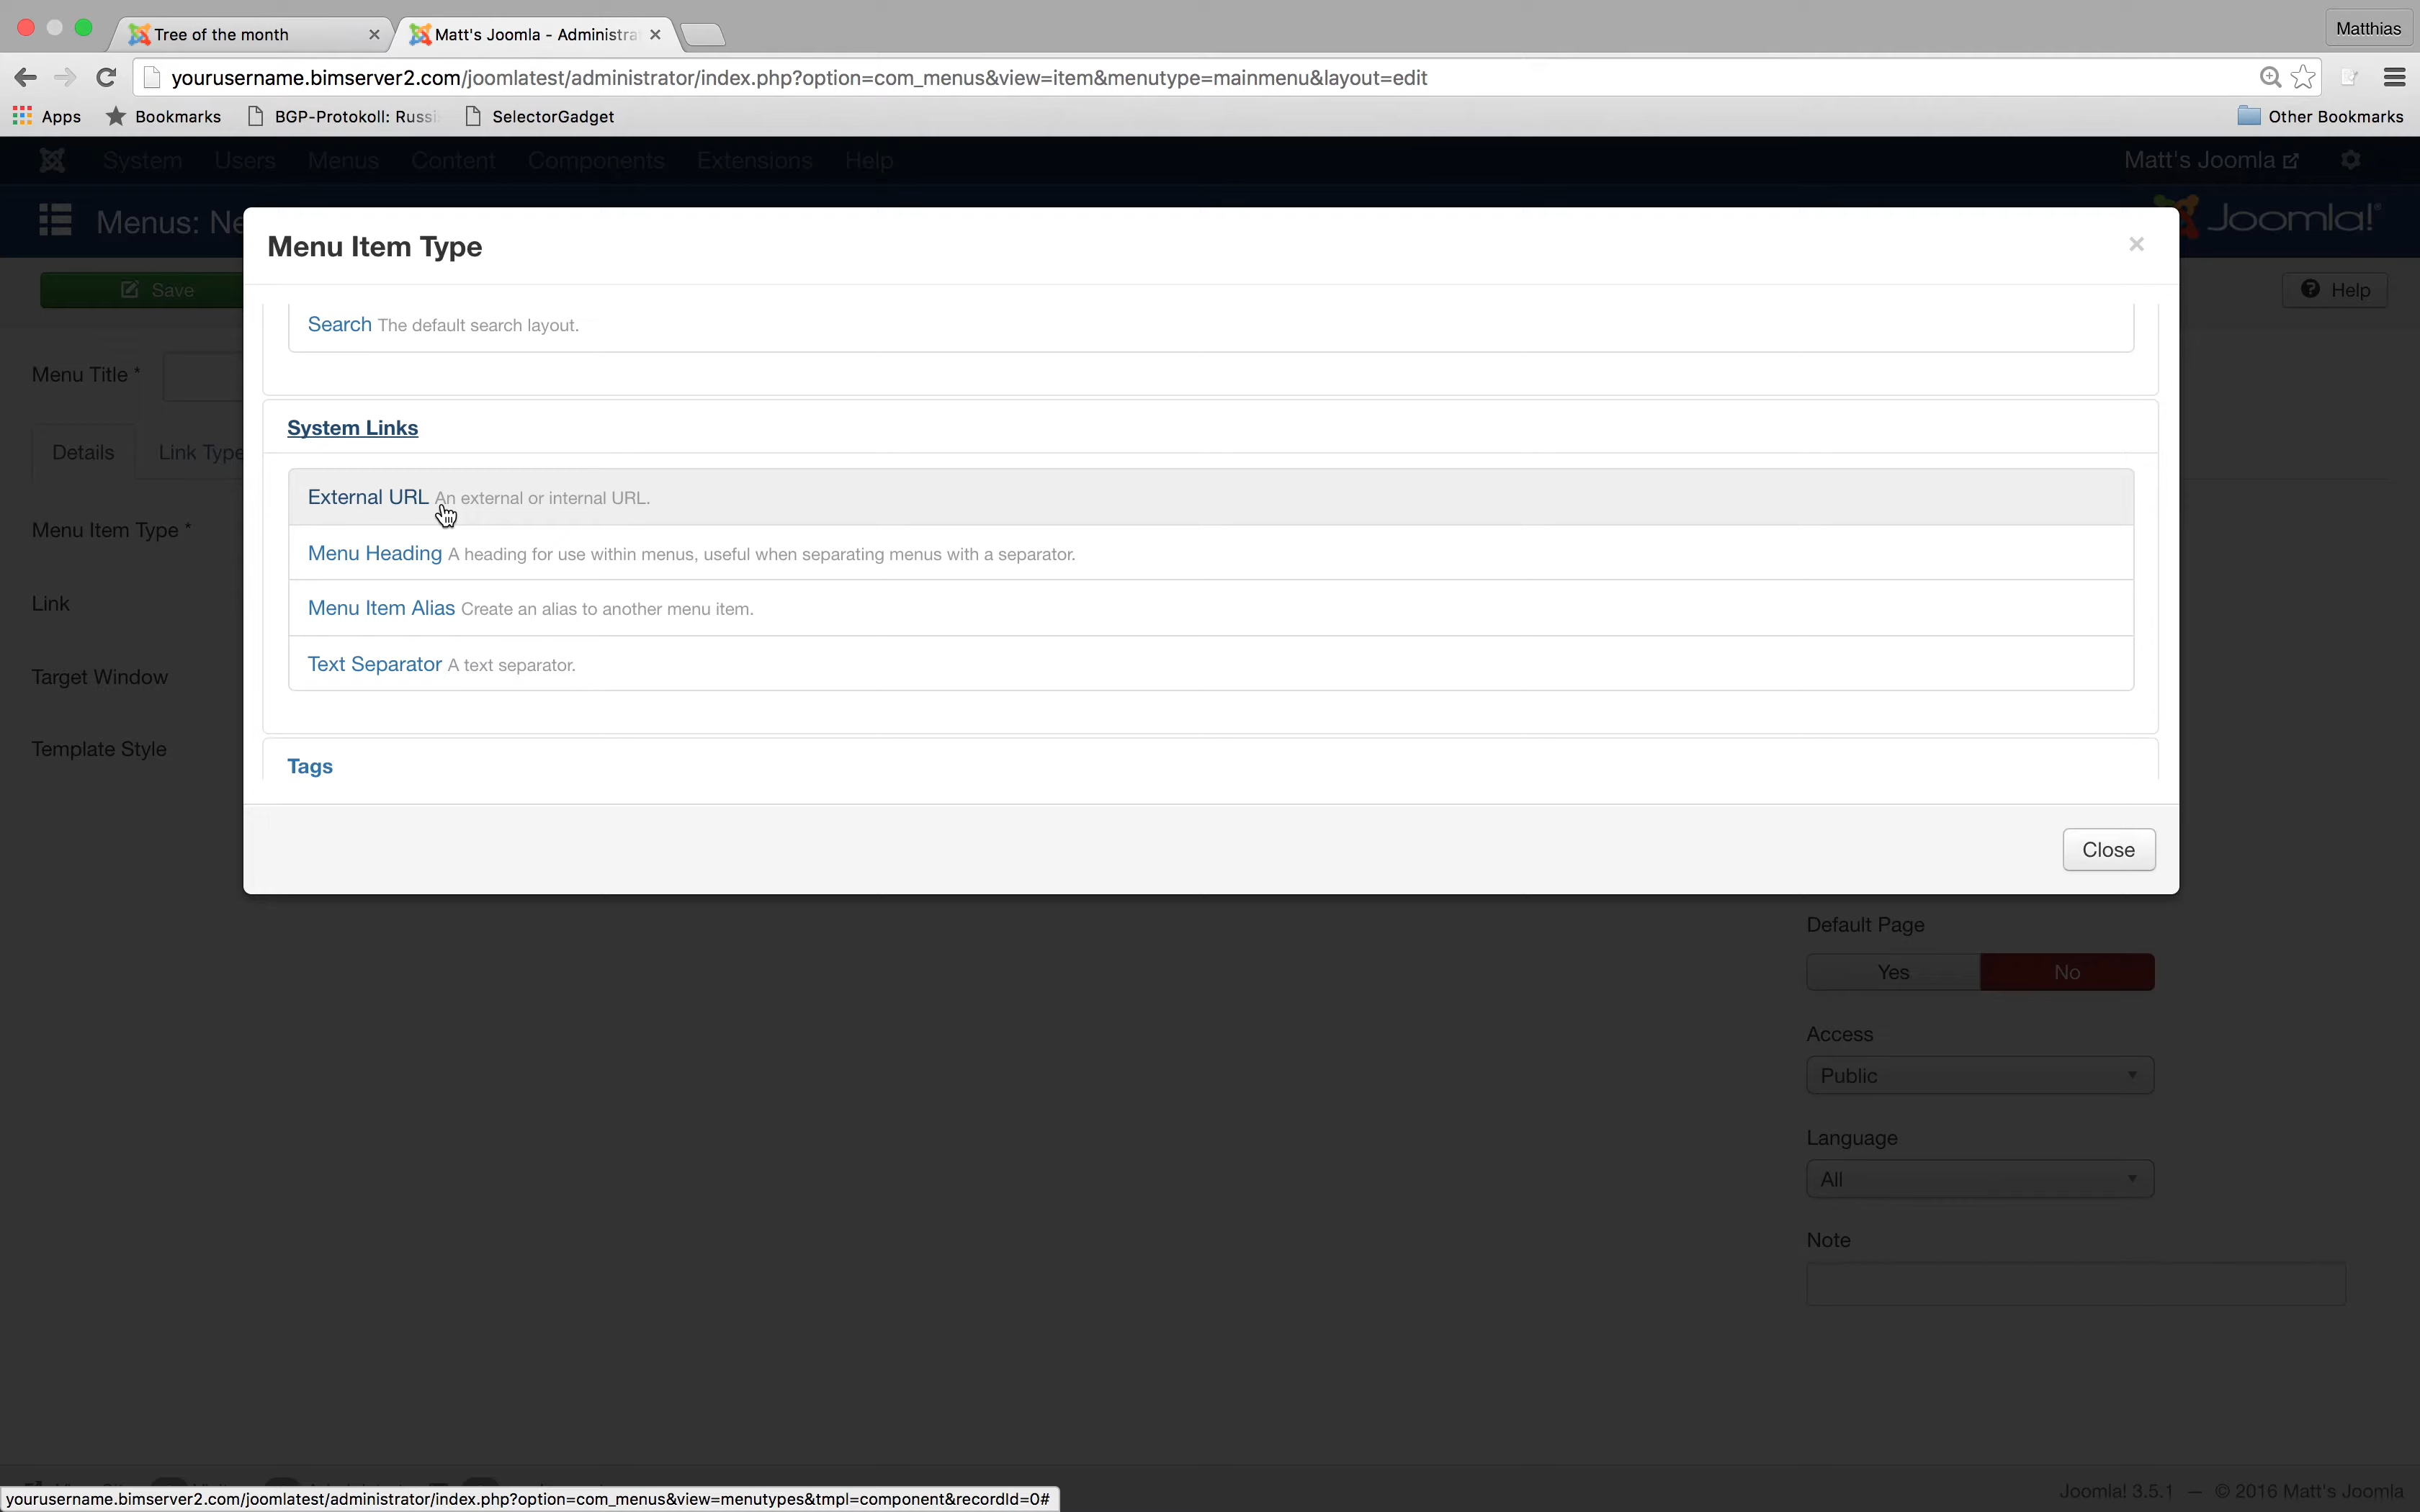 Tree of the month
Matt's Joomla - Administra
Matthias
yourusername.bimserver2.com/joomlatest/administrator/index.php?option=com_menus&view=item&menutype=mainmenu&layout=edit
Apps Bookmarks BGP-Protokoll: Russi SelectorGadget Other Bookmarks
System Users Menus Content Components Extensions Help Matt's Joomla
Menus: Ne
Joomla!®
Menu Item Type ×
Save
Help
Search The default search layout.
Menu Title *
System Links
Details Link Type
External URL An external or internal URL.
Menu Item Type *
Menu Heading A heading for use within menus, useful when separating menus with a separator.
Link
Menu Item Alias Create an alias to another menu item.
Text Separator A text separator.
Target Window
Template Style
Tags
Close
Default Page
Yes No
Access
Public
Language
All
Note
Joomla! 3.5.1 — © 2016 Matt's Joomla
yourusername.bimserver2.com/joomlatest/administrator/index.php?option=com_menus&view=menutypes&tmpl=component&recordId=0#